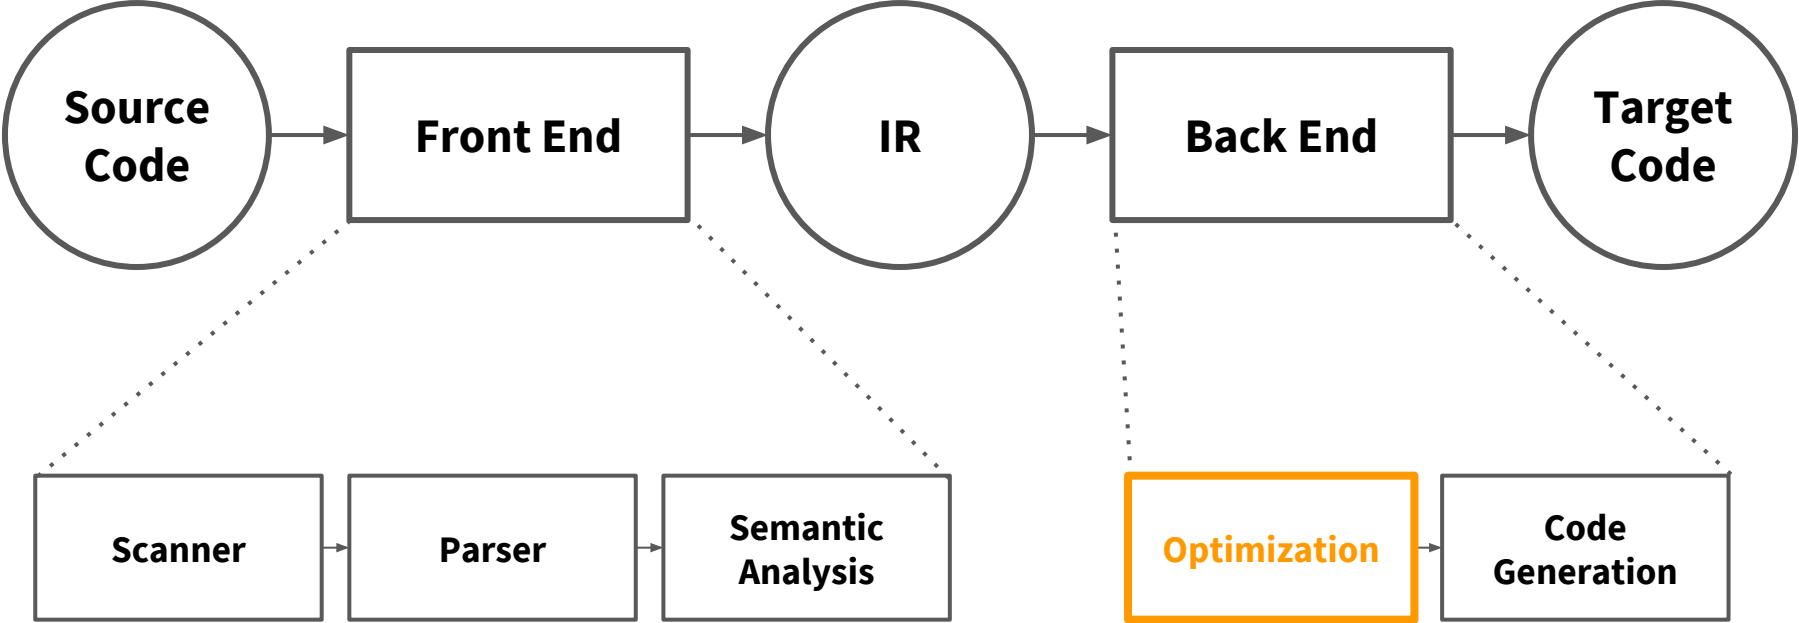 Source
Code
Front End
IR
Back End
Target
Code
Scanner
Parser
Semantic
Analysis
Optimization
Code
Generation